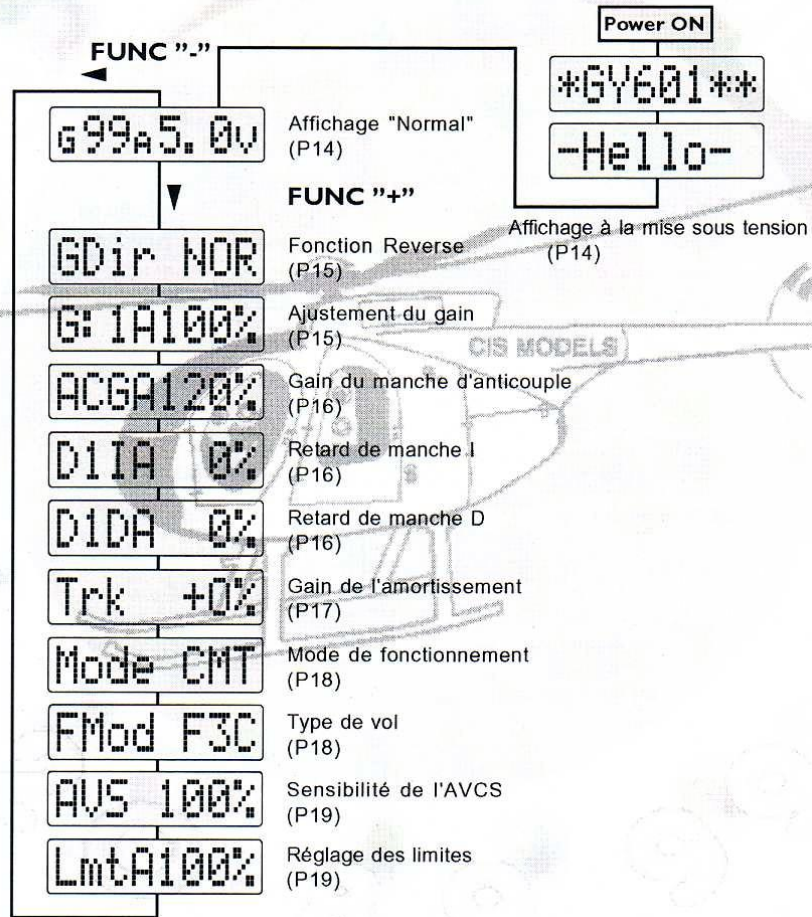 Power ON
*GY601**
-Hello-
Affichage à la mise sous tension
(P14)
FUNC "-"
G99A5.0V
Affichage "Normal"
(P14)
FUNC "+"
GDir NOR
Fonction Reverse
(P15)
G:1A100%
Ajustement du gain
(P15)
CIS MODELS
ACGA120%
Gain du manche d'anticouple
(P16)
D1IA 0%
Retard de manche I
(P16)
D1DA 0%
Retard de manche D
(P16)
Trk +0%
Gain de l'amortissement
(P17)
Mode CMT
Mode de fonctionnement
(P18)
FMod F3C
Type de vol
(P18)
AVS 100%
Sensibilité de l'AVCS
(P19)
LmtA100%
Réglage des limites
(P19)